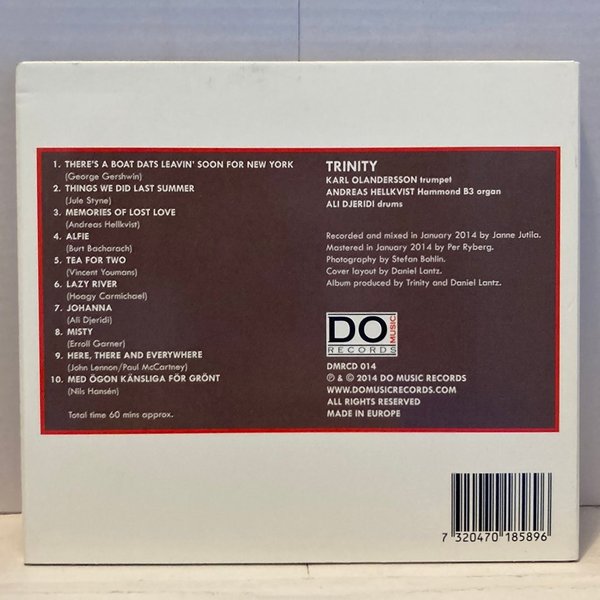 1. THERE'S A BOAT DATS LEAVIN' SOON FOR NEW YORK
(George Gershwin)
2. THINGS WE DID LAST SUMMER
(Jule Styne)
3. MEMORIES OF LOST LOVE
(Andreas Hellkvist)
4. ALFIE
(Burt Bacharach)
5. TEA FOR TWO
(Vincent Youmans)
6. LAZY RIVER
(Hoagy Carmichael)
7. JOHANNA
(Ali Djeridi)
8. MISTY
(Erroll Garner)
9. HERE, THERE AND EVERYWHERE
(John Lennon/Paul McCartney)
10. MED ÖGON KÄNSLIGA FÖR GRÖNT
(Nils Hansén)
Total time 60 mins approx.
TRINITY
KARL OLANDERSSON trumpet
ANDREAS HELLKVIST Hammond B3 organ
ALI DJERIDI drums
Recorded and mixed in January 2014 by Janne Jutila.
Mastered in January 2014 by Per Ryberg.
Photography by Stefan Bohlin.
Cover layout by Daniel Lantz.
Album produced by Trinity and Daniel Lantz.
DO MUSIC
RECORDS
DMRCD 014
℗ & © 2014 DO MUSIC RECORDS
WWW.DOMUSICRECORDS.COM
ALL RIGHTS RESERVED
MADE IN EUROPE
7 320470 185896